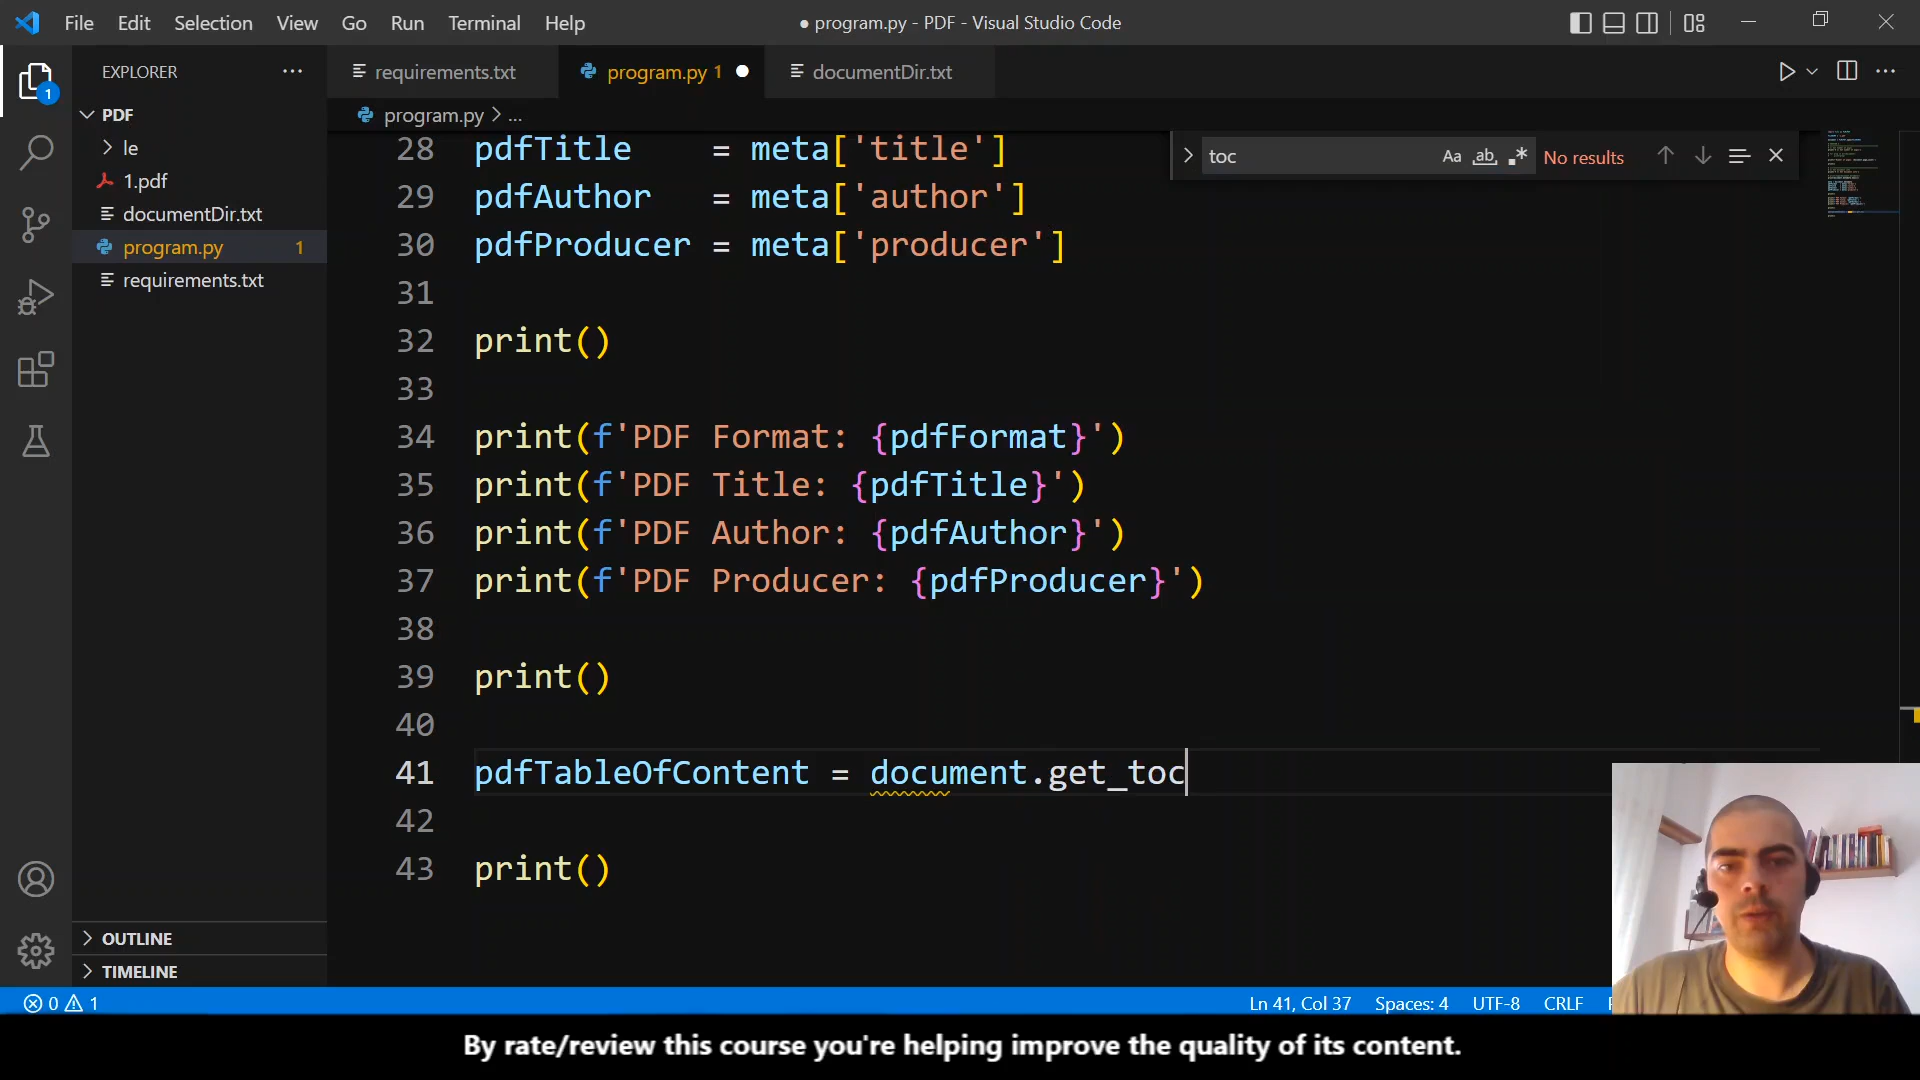 File Edit Selection View Go Run Terminal Help
● program.py - PDF - Visual Studio Code
EXPLORER
requirements.txt
program.py 1
documentDir.txt
1
PDF
le
1.pdf
documentDir.txt
program.py 1
requirements.txt
program.py > ...
toc
Aa ab .* No results
28 pdfTitle = meta['title']
29 pdfAuthor = meta['author']
30 pdfProducer = meta['producer']
31
32 print()
33
34 print(f'PDF Format: {pdfFormat}')
35 print(f'PDF Title: {pdfTitle}')
36 print(f'PDF Author: {pdfAuthor}')
37 print(f'PDF Producer: {pdfProducer}')
38
39 print()
40
41 pdfTableOfContent = document.get_toc
42
43 print()
OUTLINE
TIMELINE
0 1
Ln 41, Col 37 Spaces: 4 UTF-8 CRLF
By rate/review this course you're helping improve the quality of its content.